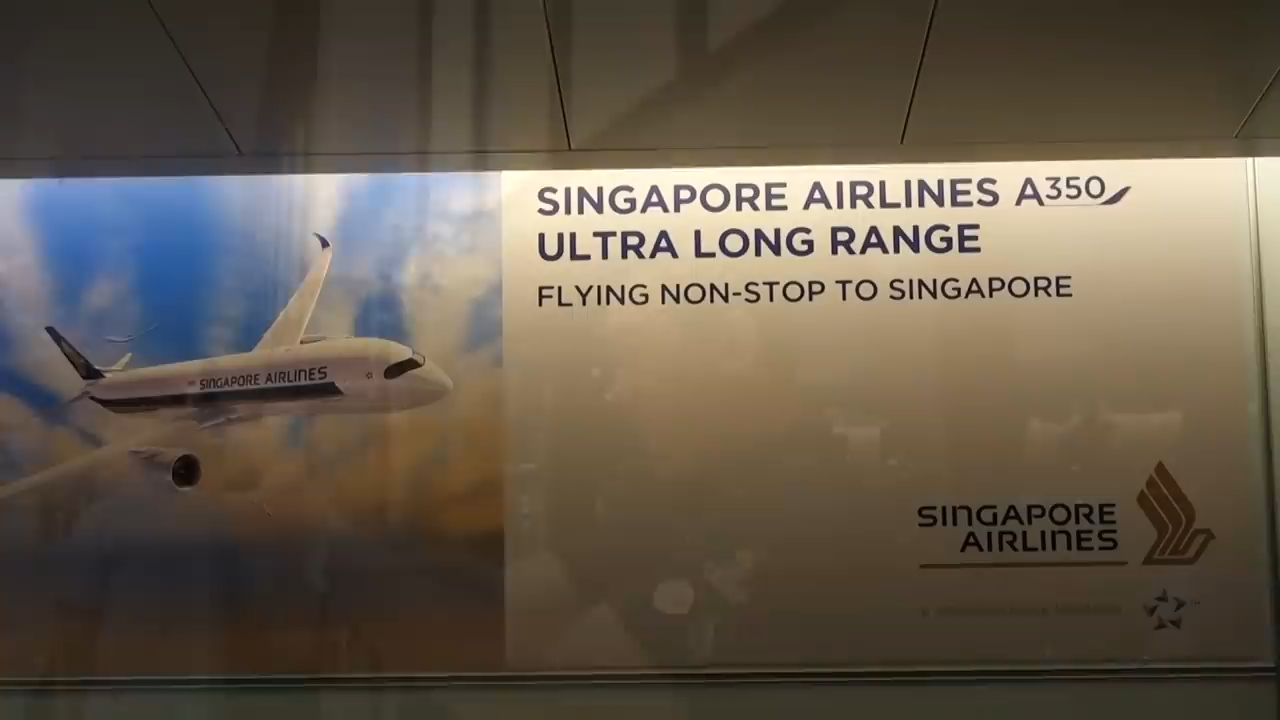 SINGAPORE AIRLINES A350
ULTRA LONG RANGE
FLYING NON-STOP TO SINGAPORE
SINGAPORE AIRLINES
SINGAPORE
AIRLINES